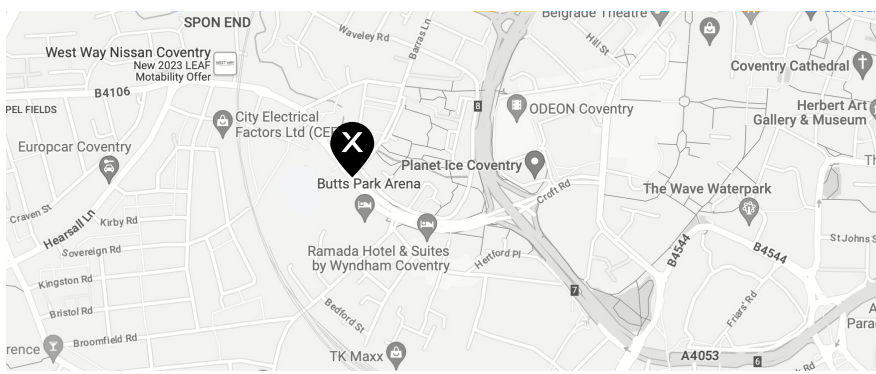 SPON END
Belgrade Theatre
Waveley Rd
Barras Ln
Hill St
West Way Nissan Coventry
New 2023 LEAF
Motability Offer
Coventry Cathedral
B4106
8
ODEON Coventry
Herbert Art
Gallery & Museum
PEL FIELDS
City Electrical
Factors Ltd (CEF
X
Europcar Coventry
Planet Ice Coventry
Th
Butts Park Arena
Croft Rd
The Wave Waterpark
Craven St
Hearsall Ln
Kirby Rd
St Johns S
Sovereign Rd
Ramada Hotel & Suites
by Wyndham Coventry
Hertford Pl
B4544
B4544
Kingston Rd
7
Bristol Rd
Bedford St
Friars' Rd
A
Para
Broomfield Rd
rence
TK Maxx
A4053
6
k Rd